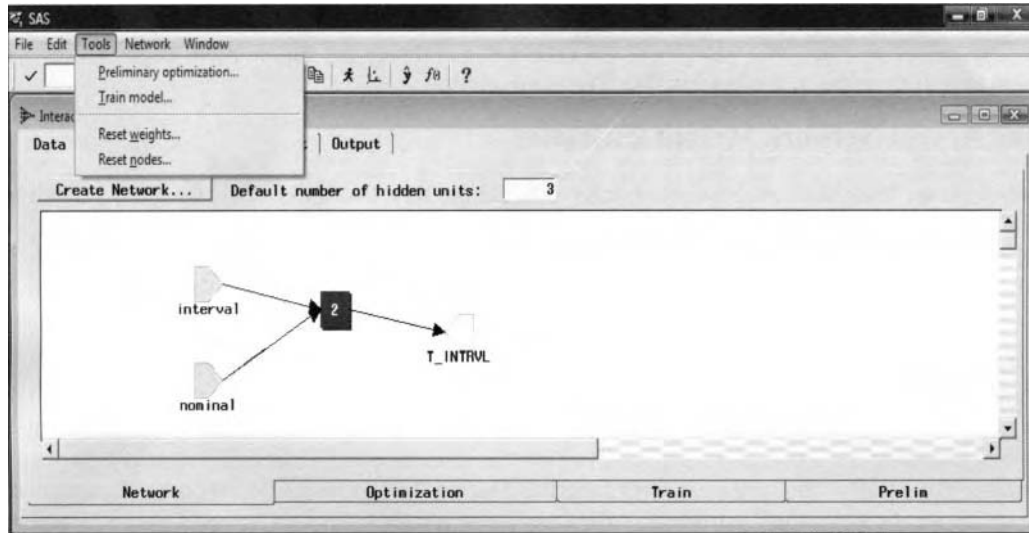 SAS
File Edit Tools Network Window
Preliminary optimization...
Train model...
Reset weights...
Reset nodes...
?
Interac
Data
Output
Create Network... Default number of hidden units: 3
interval
2
T_INTRVL
nominal
Network Optimization Train Prelim